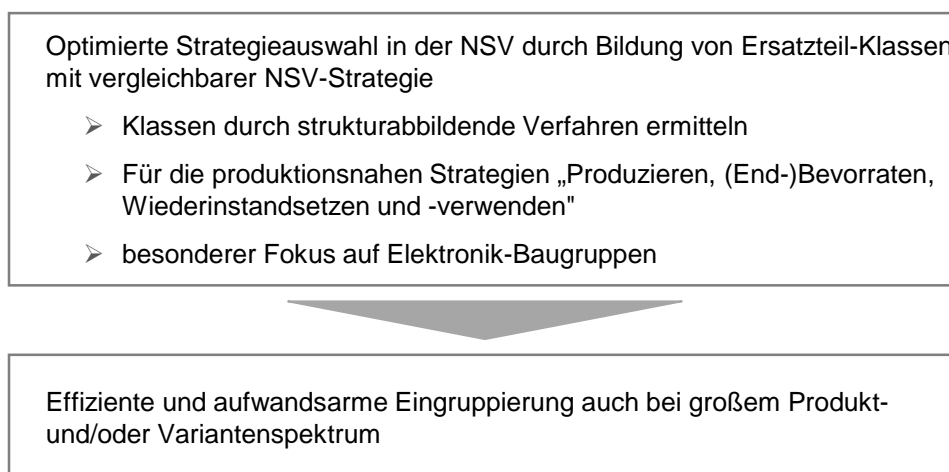 Optimierte Strategieauswahl in der NSV durch Bildung von Ersatzteil-Klassen
mit vergleichbarer NSV-Strategie
➢ Klassen durch strukturabbildende Verfahren ermitteln
➢ Für die produktionsnahen Strategien „Produzieren, (End-)Bevorraten,
Wiederinstandsetzen und -verwenden"
➢ besonderer Fokus auf Elektronik-Baugruppen
Effiziente und aufwandsarme Eingruppierung auch bei großem Produkt-
und/oder Variantenspektrum